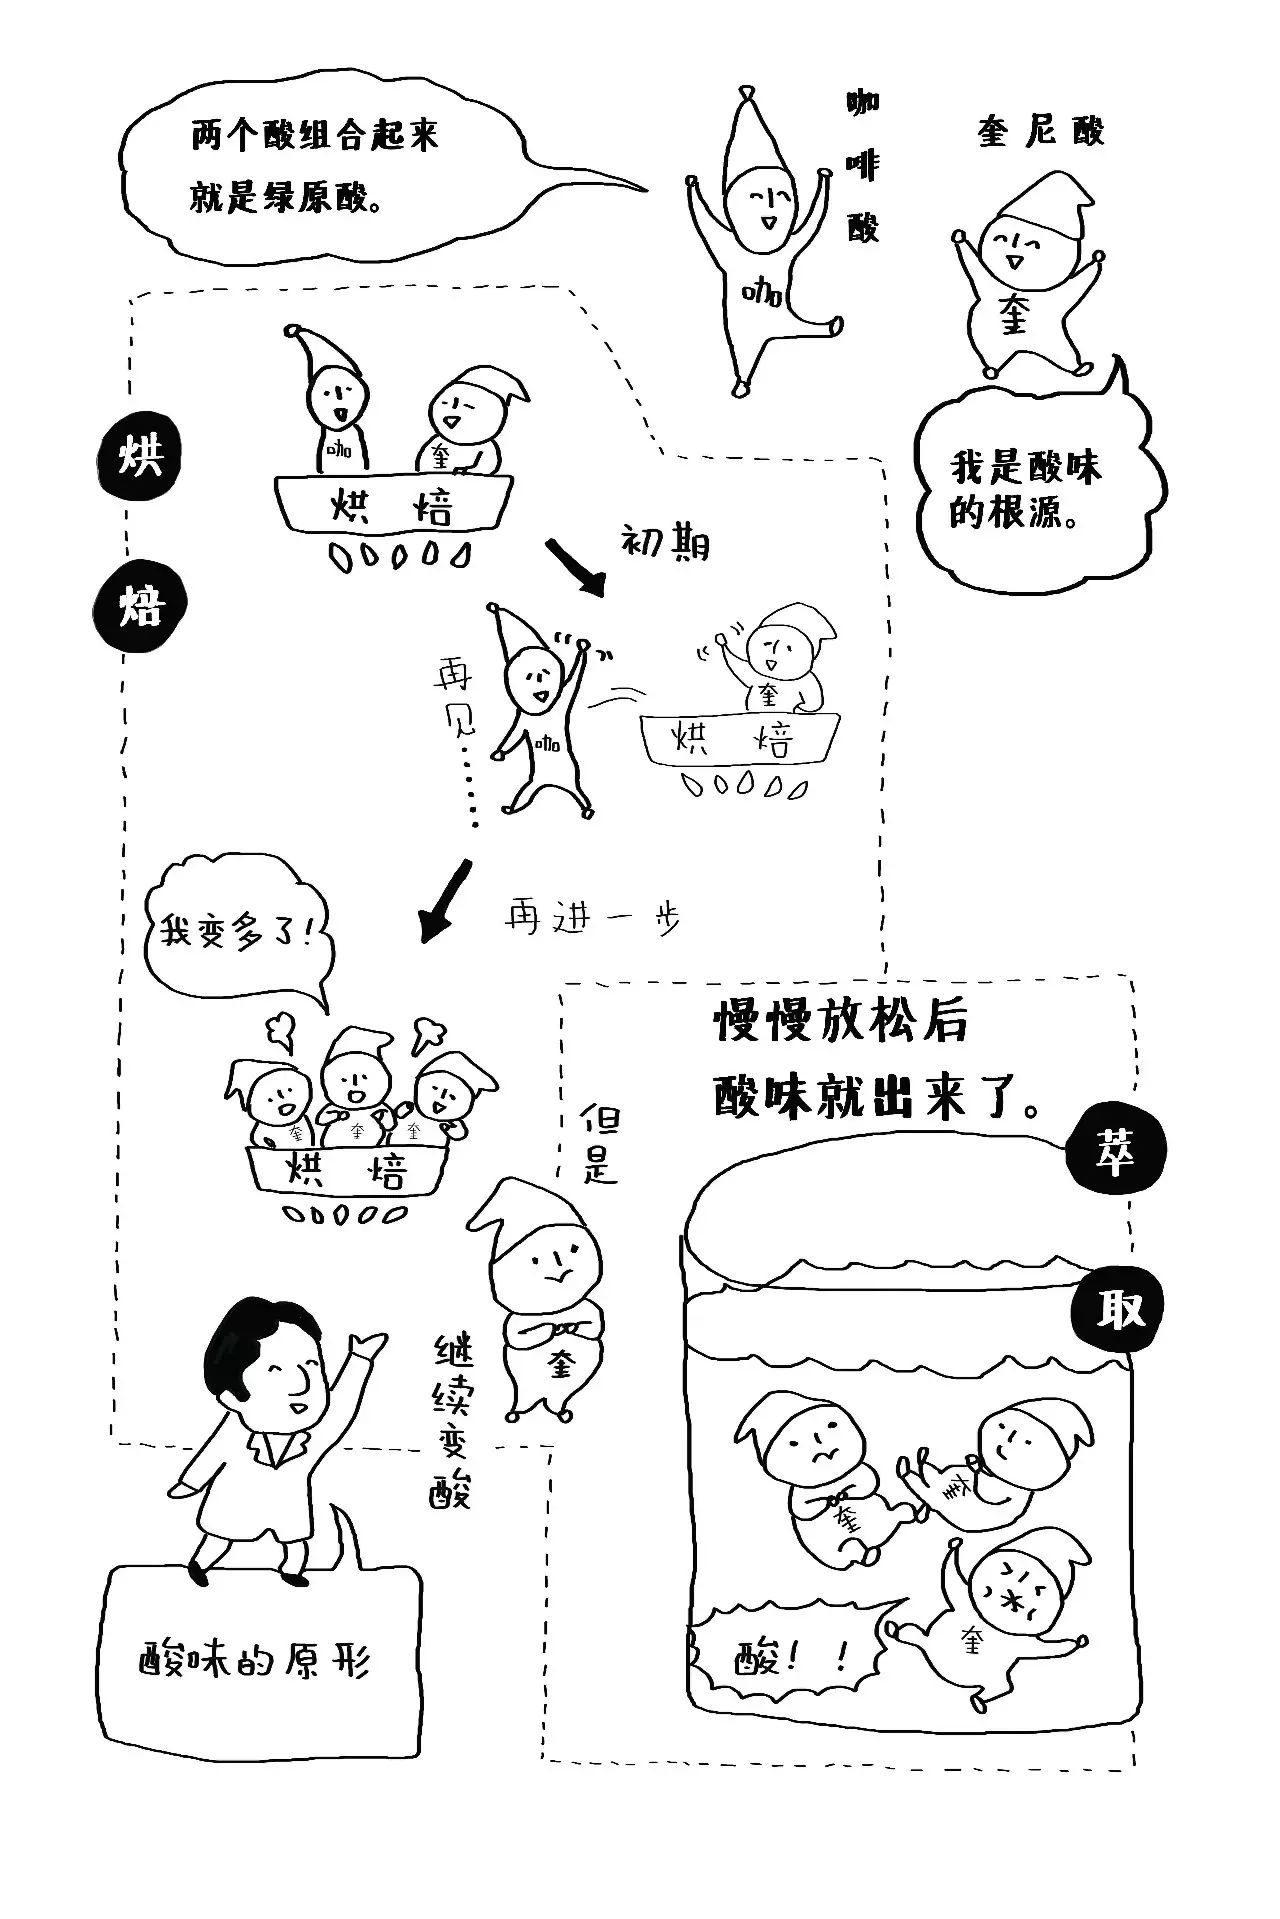 两个酸组合起来
就是绿原酸。
咖啡酸
咖
奎尼酸
奎
我是酸味
的根源。
烘焙
咖
奎
烘 焙
初期
再见……
咖
奎
烘 焙
再进一步
我变多了!
奎
奎
奎
烘 焙
但是
奎
继续变酸
酸味的原形
慢慢放松后
酸味就出来了。
萃取
奎
奎
奎
酸!!